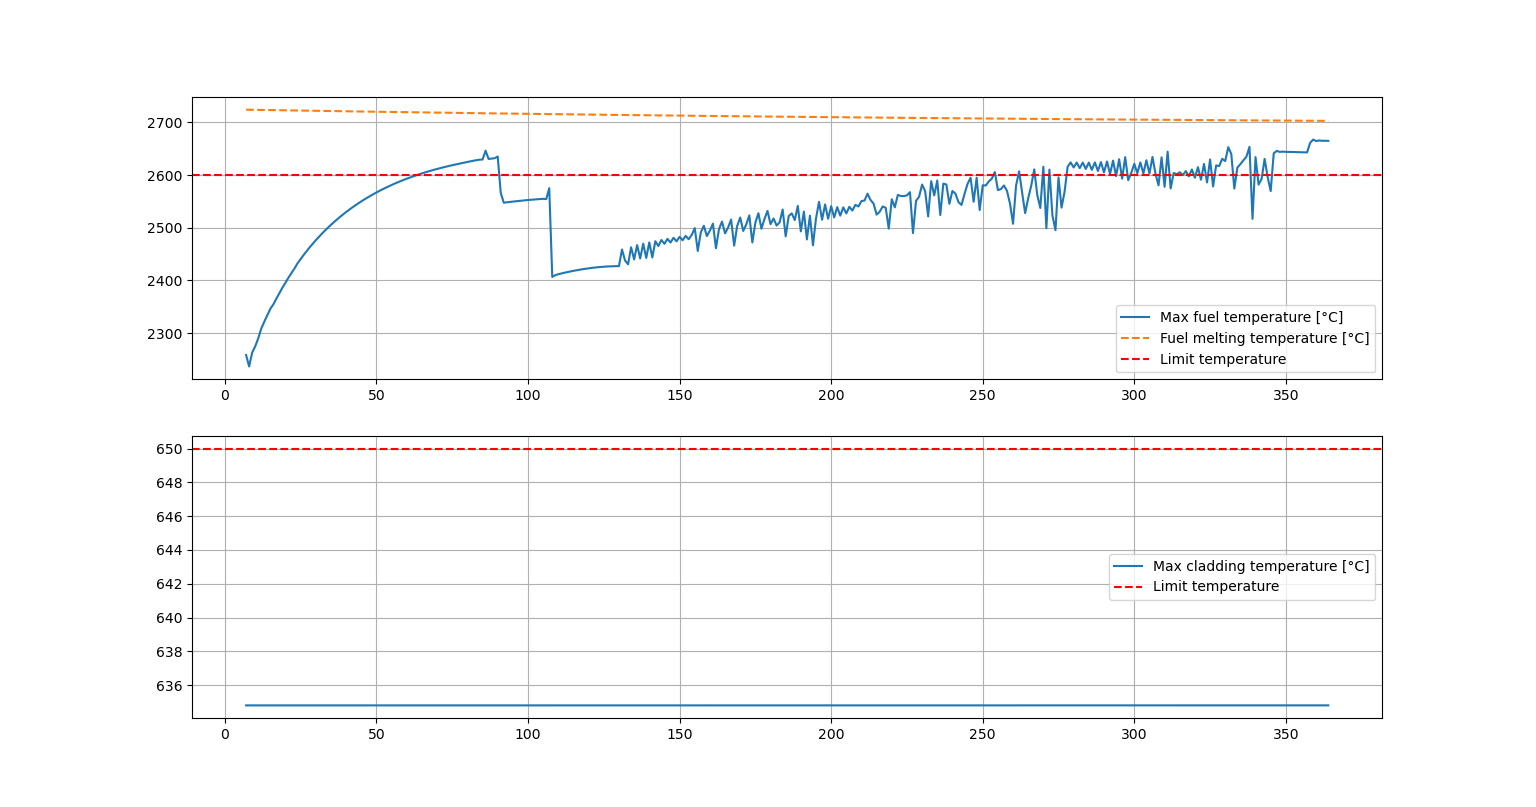 2700
2600
2500
2400
2300
0 50 100 150 200 250 300 350
Max fuel temperature [°C]
Fuel melting temperature [°C]
Limit temperature
650
648
646
644
642
640
638
636
0 50 100 150 200 250 300 350
Max cladding temperature [°C]
Limit temperature